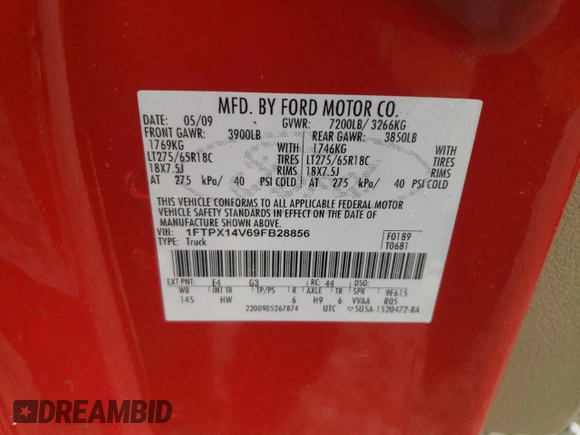 MFD. BY FORD MOTOR CO.
DATE: 05/09 GVWR: 7200LB/ 3266KG
FRONT GAWR: 3900LB REAR GAWR: 3850LB
1769KG WITH 1746KG WITH
LT275/65R18C TIRES LT275/65R18C TIRES
18X7.5J RIMS 18X7.5J RIMS
AT 275 kPa/ 40 PSI COLD AT 275 kPa/ 40 PSI COLD
THIS VEHICLE CONFORMS TO ALL APPLICABLE FEDERAL MOTOR
VEHICLE SAFETY STANDARDS IN EFFECT ON THE DATE OF
MANUFACTURE SHOWN ABOVE.
VIN: 1FTPX14V69FB28856 F0189
TYPE: Truck T0681
EXT PNT: E4 G3 RC: 44 DSO:
WB INT TR TP/PS R AXLE TR SPR 9F615
145 HW 6 H9 6 VVAA R05
2200905267874 UTC 5U5A-1520472-BA
DREAMBID